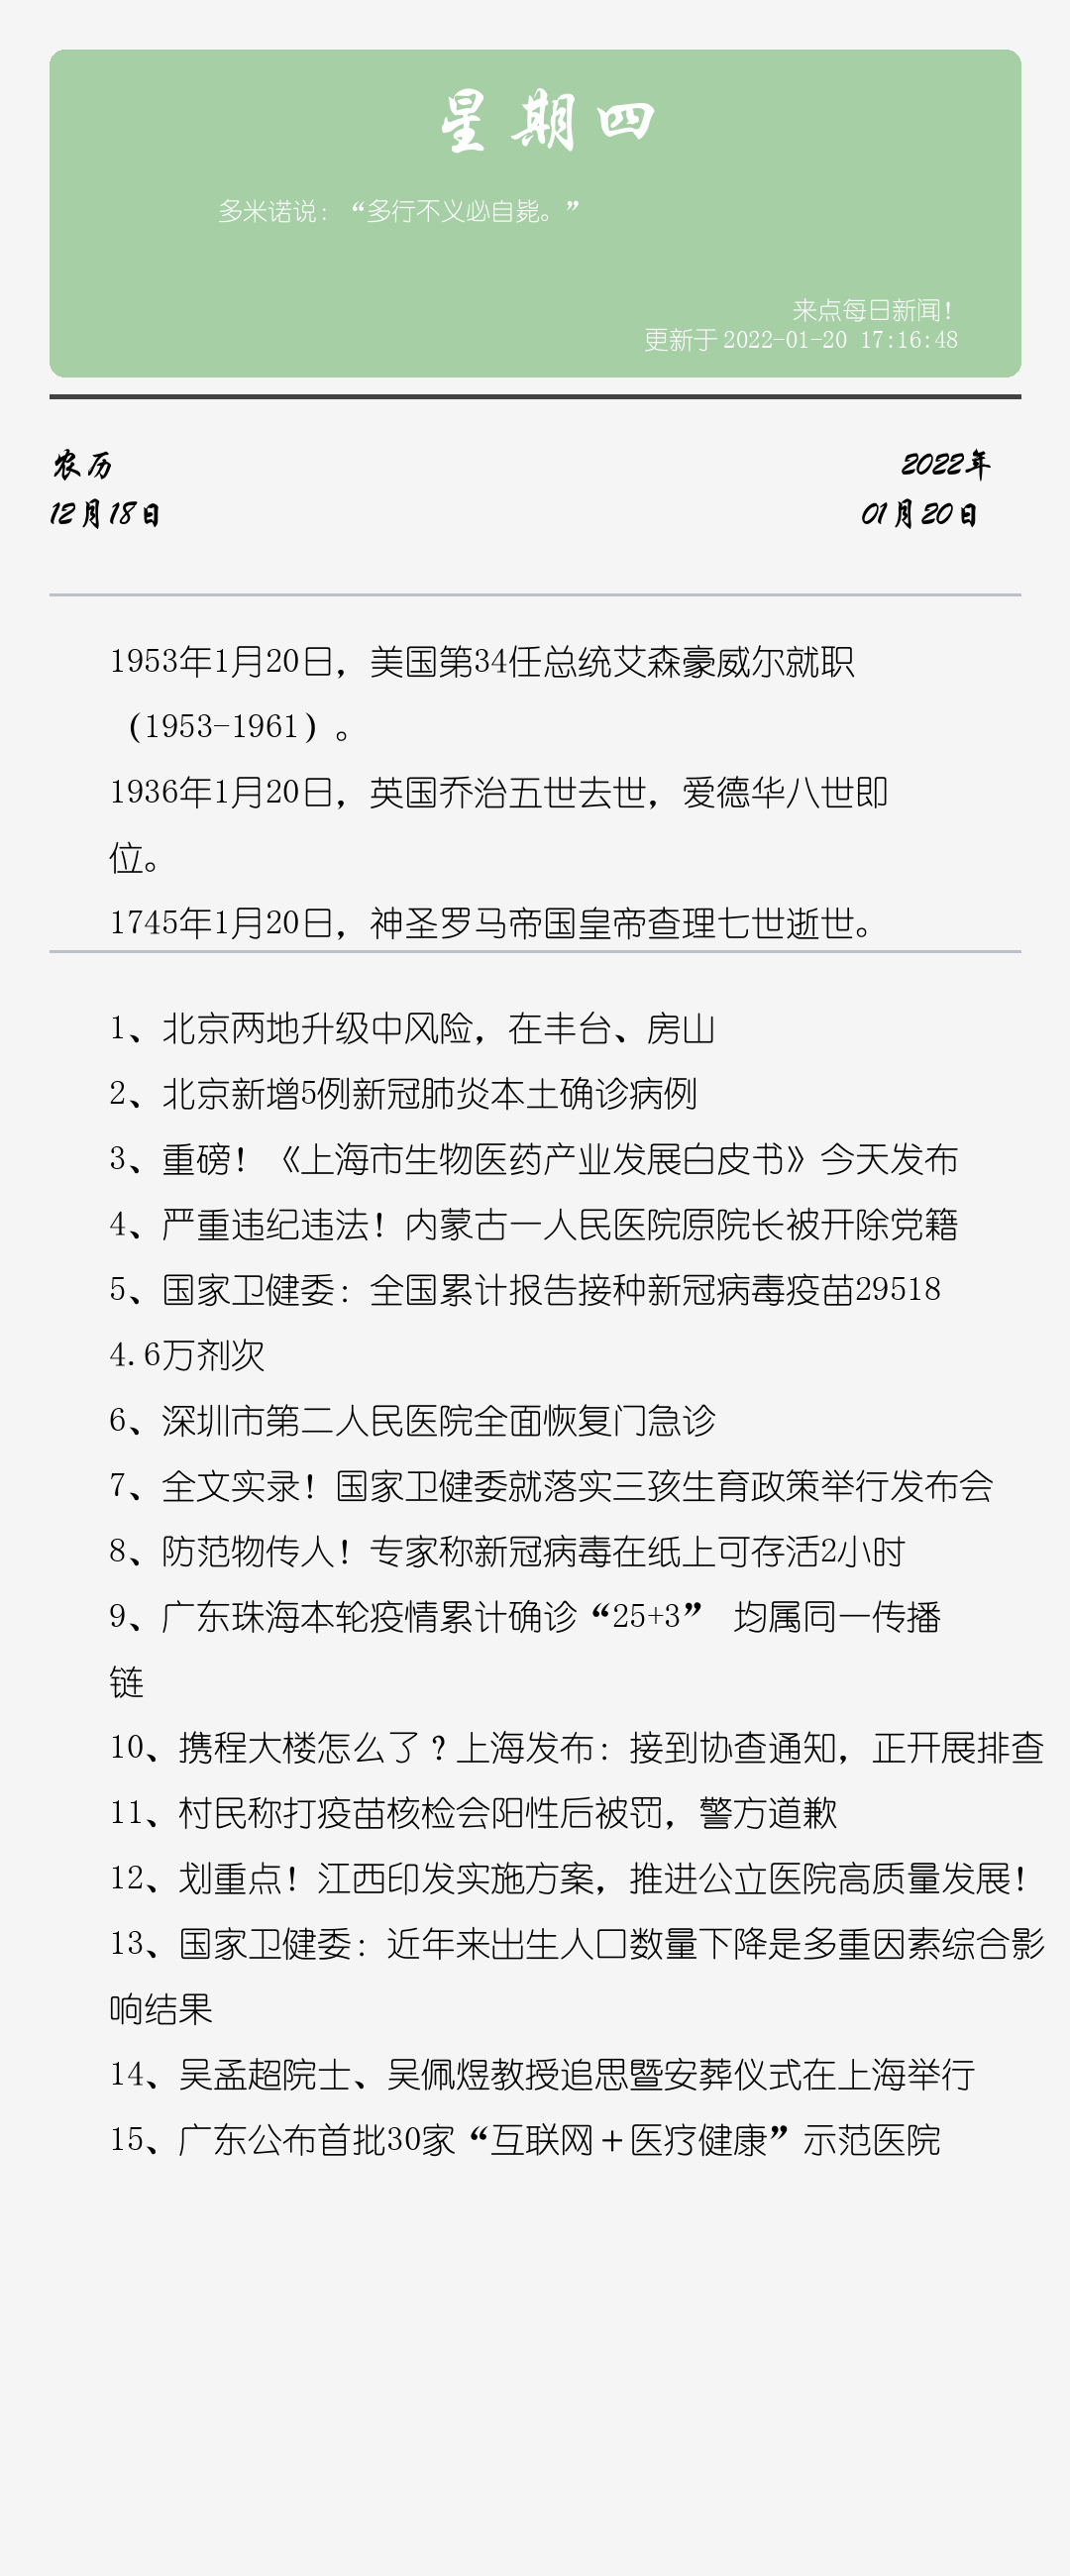 星期四
多米诺说：“多行不义必自毙。”
来点每日新闻！
更新于 2022-01-20 17:16:48
农历
2022年
12月18日
01月20日
1953年1月20日，美国第34任总统艾森豪威尔就职
（1953-1961）。
1936年1月20日，英国乔治五世去世，爱德华八世即
位。
1745年1月20日，神圣罗马帝国皇帝查理七世逝世。
1、北京两地升级中风险，在丰台、房山
2、北京新增5例新冠肺炎本土确诊病例
3、重磅！《上海市生物医药产业发展白皮书》今天发布
4、严重违纪违法！内蒙古一人民医院原院长被开除党籍
5、国家卫健委：全国累计报告接种新冠病毒疫苗29518
4.6万剂次
6、深圳市第二人民医院全面恢复门急诊
7、全文实录！国家卫健委就落实三孩生育政策举行发布会
8、防范物传人！专家称新冠病毒在纸上可存活2小时
9、广东珠海本轮疫情累计确诊“25+3” 均属同一传播
链
10、携程大楼怎么了？上海发布：接到协查通知，正开展排查
11、村民称打疫苗核检会阳性后被罚，警方道歉
12、划重点！江西印发实施方案，推进公立医院高质量发展！
13、国家卫健委：近年来出生人口数量下降是多重因素综合影
响结果
14、吴孟超院士、吴佩煜教授追思暨安葬仪式在上海举行
15、广东公布首批30家“互联网＋医疗健康”示范医院